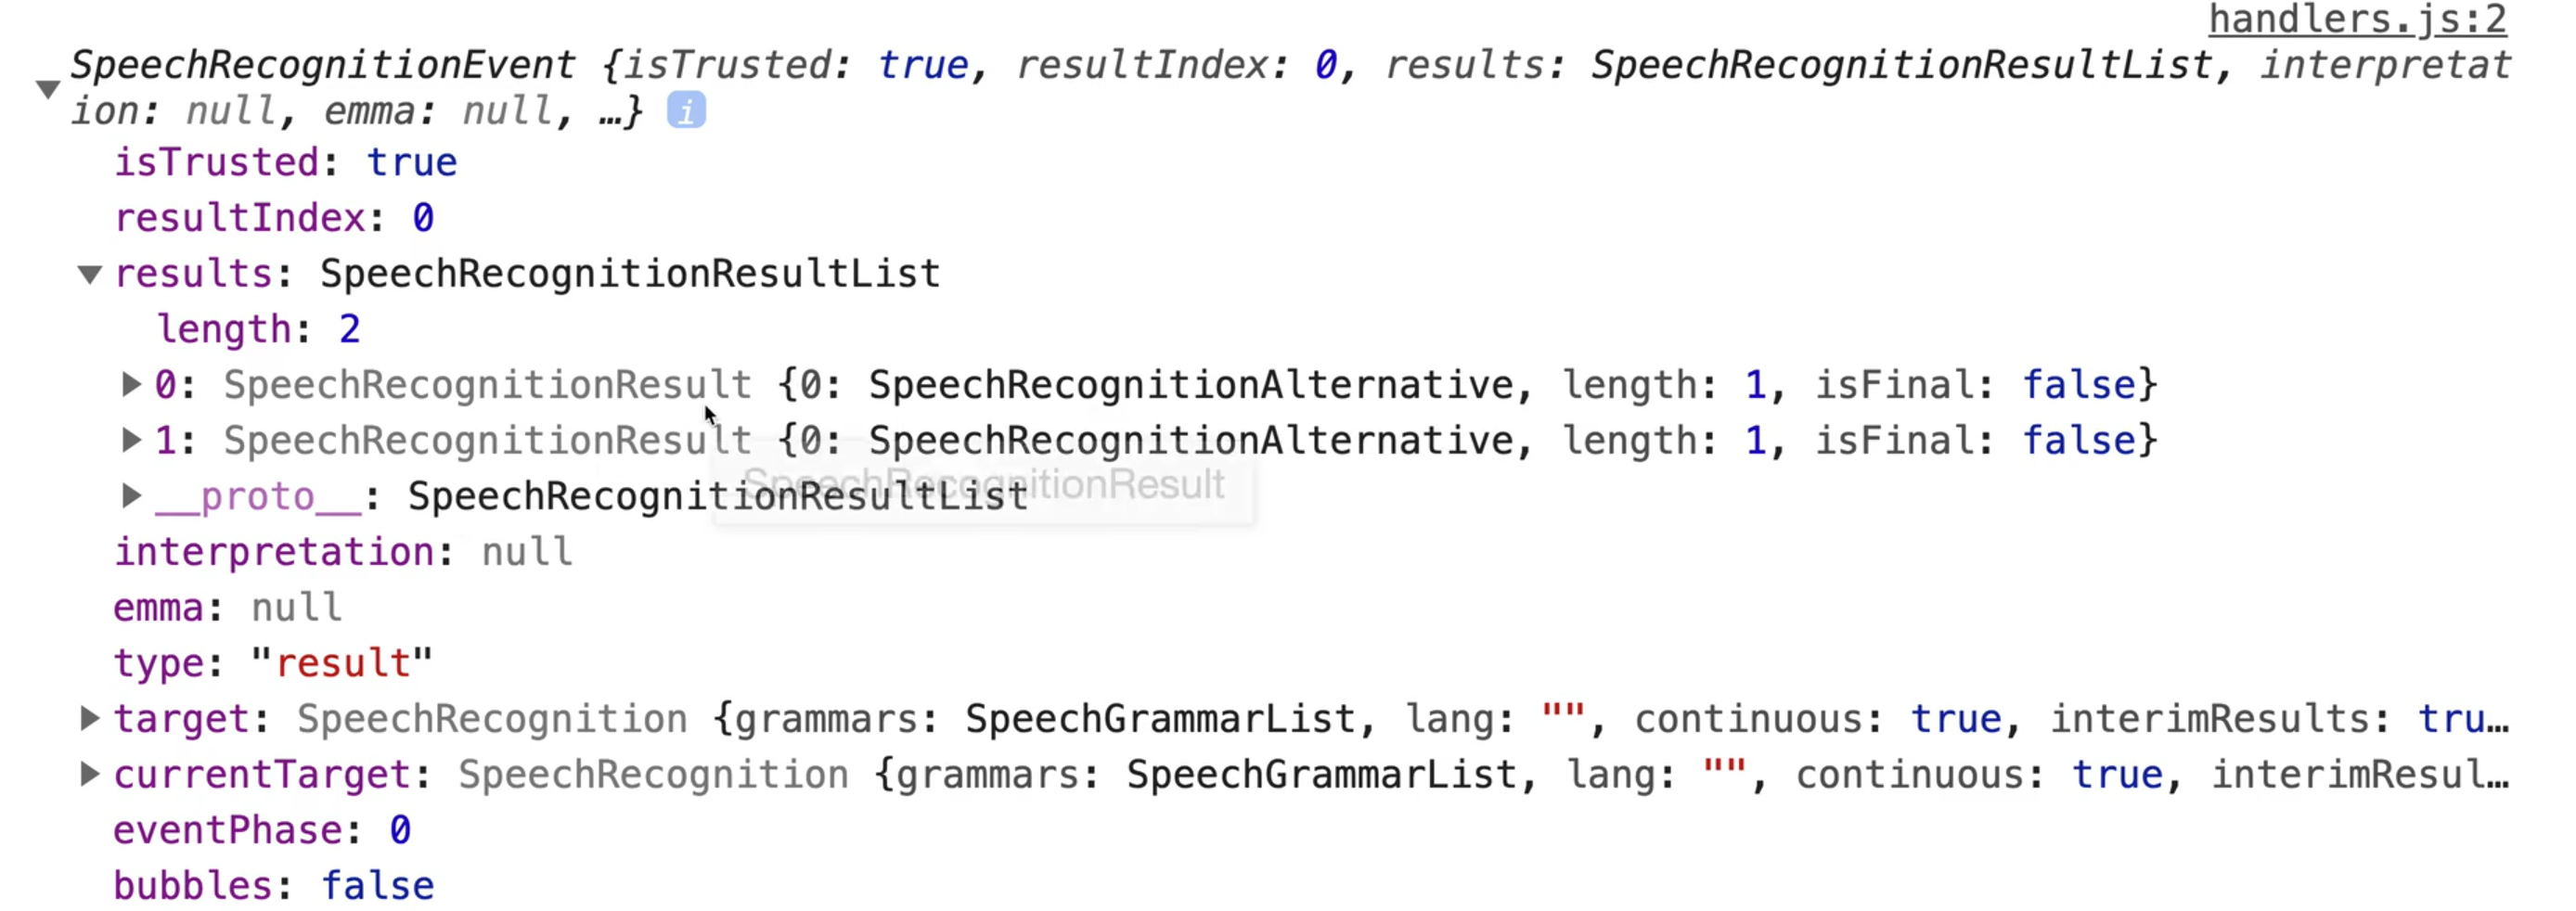 handlers.js:2
SpeechRecognitionEvent {isTrusted: true, resultIndex: 0, results: SpeechRecognitionResultList, interpretat
ion: null, emma: null, …} i
isTrusted: true
resultIndex: 0
results: SpeechRecognitionResultList
length: 2
0: SpeechRecognitionResult {0: SpeechRecognitionAlternative, length: 1, isFinal: false}
1: SpeechRecognitionResult {0: SpeechRecognitionAlternative, length: 1, isFinal: false}
SpeechRecognitionResult
__proto__: SpeechRecognitionResultList
interpretation: null
emma: null
type: "result"
target: SpeechRecognition {grammars: SpeechGrammarList, lang: "", continuous: true, interimResults: tru…
currentTarget: SpeechRecognition {grammars: SpeechGrammarList, lang: "", continuous: true, interimResul…
eventPhase: 0
bubbles: false